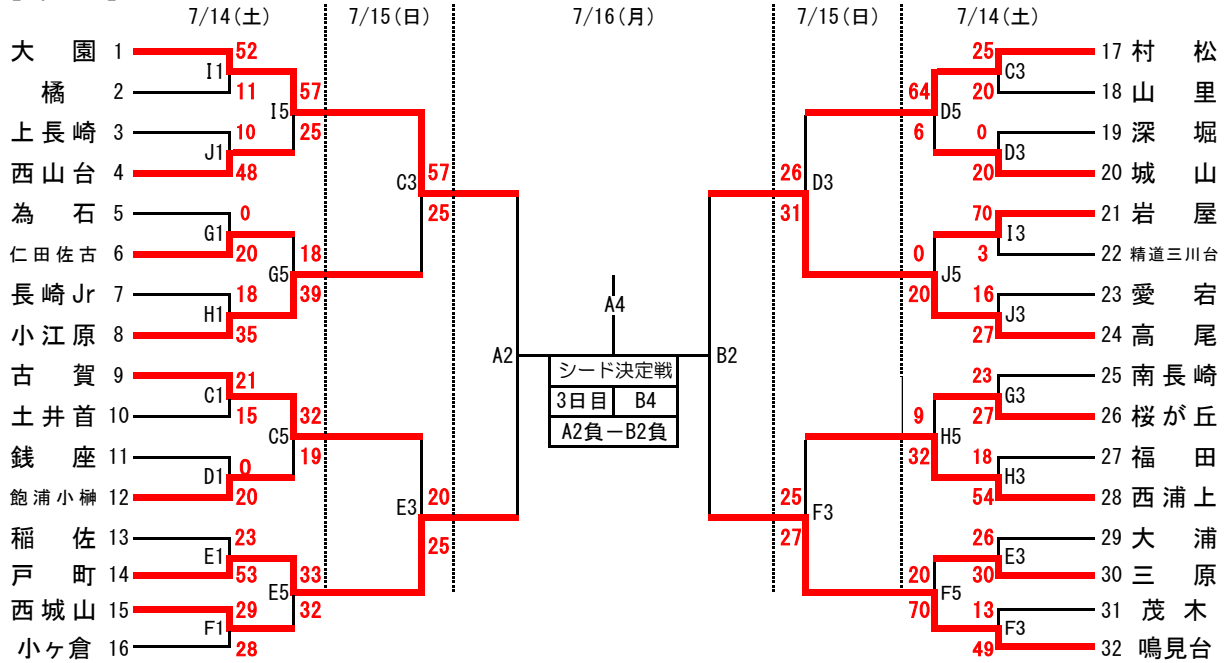 7/14(土) 7/15(日) 7/16(月) 7/15(日) 7/14(土)
大園 1 52
I1
橘 2 11
57
I5
25
上長崎 3 10
J1
西山台 4 48
57
C3
25
為石 5 0
G1
仁田佐古 6 20
18
G5
39
長崎Jr 7 18
H1
小江原 8 35
A2
古賀 9 21
C1
土井首 10 15
32
C5
19
銭座 11 0
D1
飽浦小榊 12 20
20
E3
25
稲佐 13 23
E1
戸町 14 53
33
E5
32
西城山 15 29
F1
小ヶ倉 16 28
A4
シード決定戦
3日目 B4
A2負－B2負
25 17 村松
C3
20 18 山里
64
D5
6
0 19 深堀
D3
20 20 城山
26
D3
31
70 21 岩屋
I3
3 22 精道三川台
0
J5
20
16 23 愛宕
J3
27 24 高尾
B2
23 25 南長崎
G3
27 26 桜が丘
9
H5
32
18 27 福田
H3
54 28 西浦上
25
F3
27
26 29 大浦
E3
30 30 三原
20
F5
70
13 31 茂木
F3
49 32 鳴見台